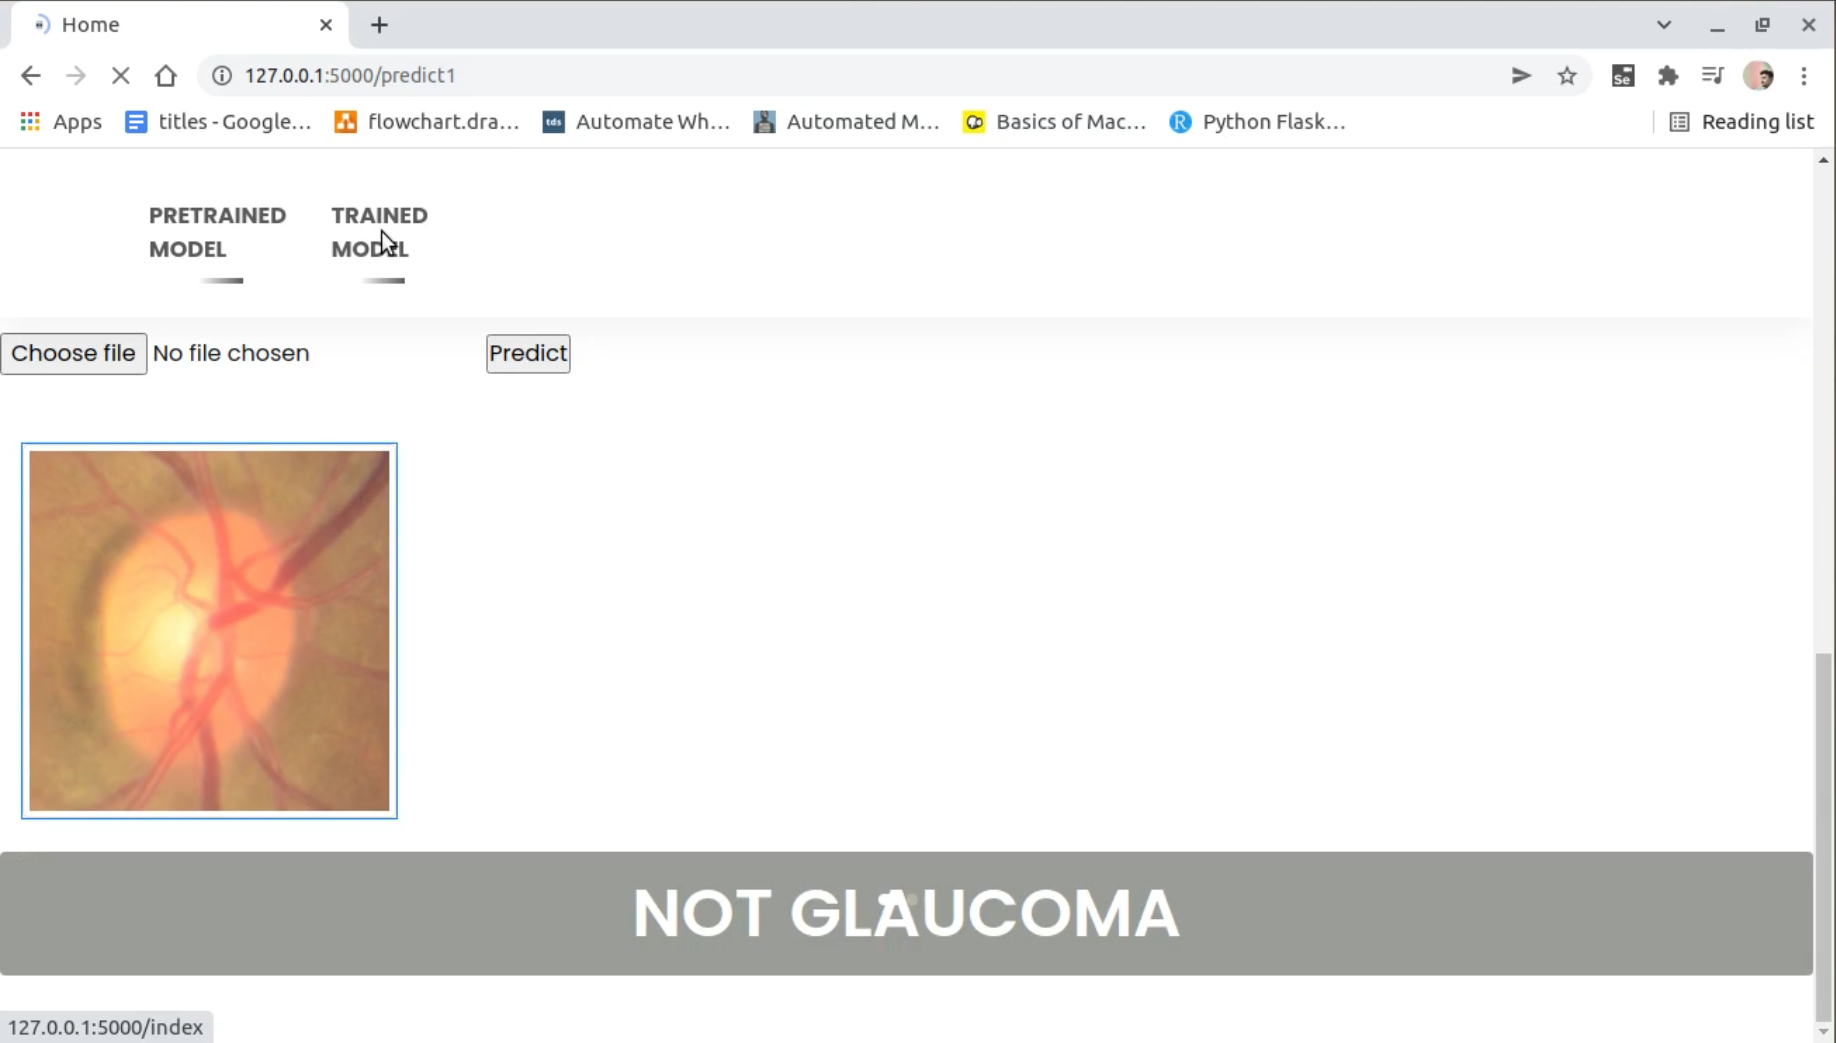 Home
127.0.0.1:5000/predict1
Se
Apps
titles - Google...
flowchart.dra...
tds Automate Wh...
Automated M...
Basics of Mac...
R Python Flask...
Reading list
PRETRAINED MODEL
TRAINED MODEL
Choose file No file chosen
Predict
NOT GLAUCOMA
127.0.0.1:5000/index